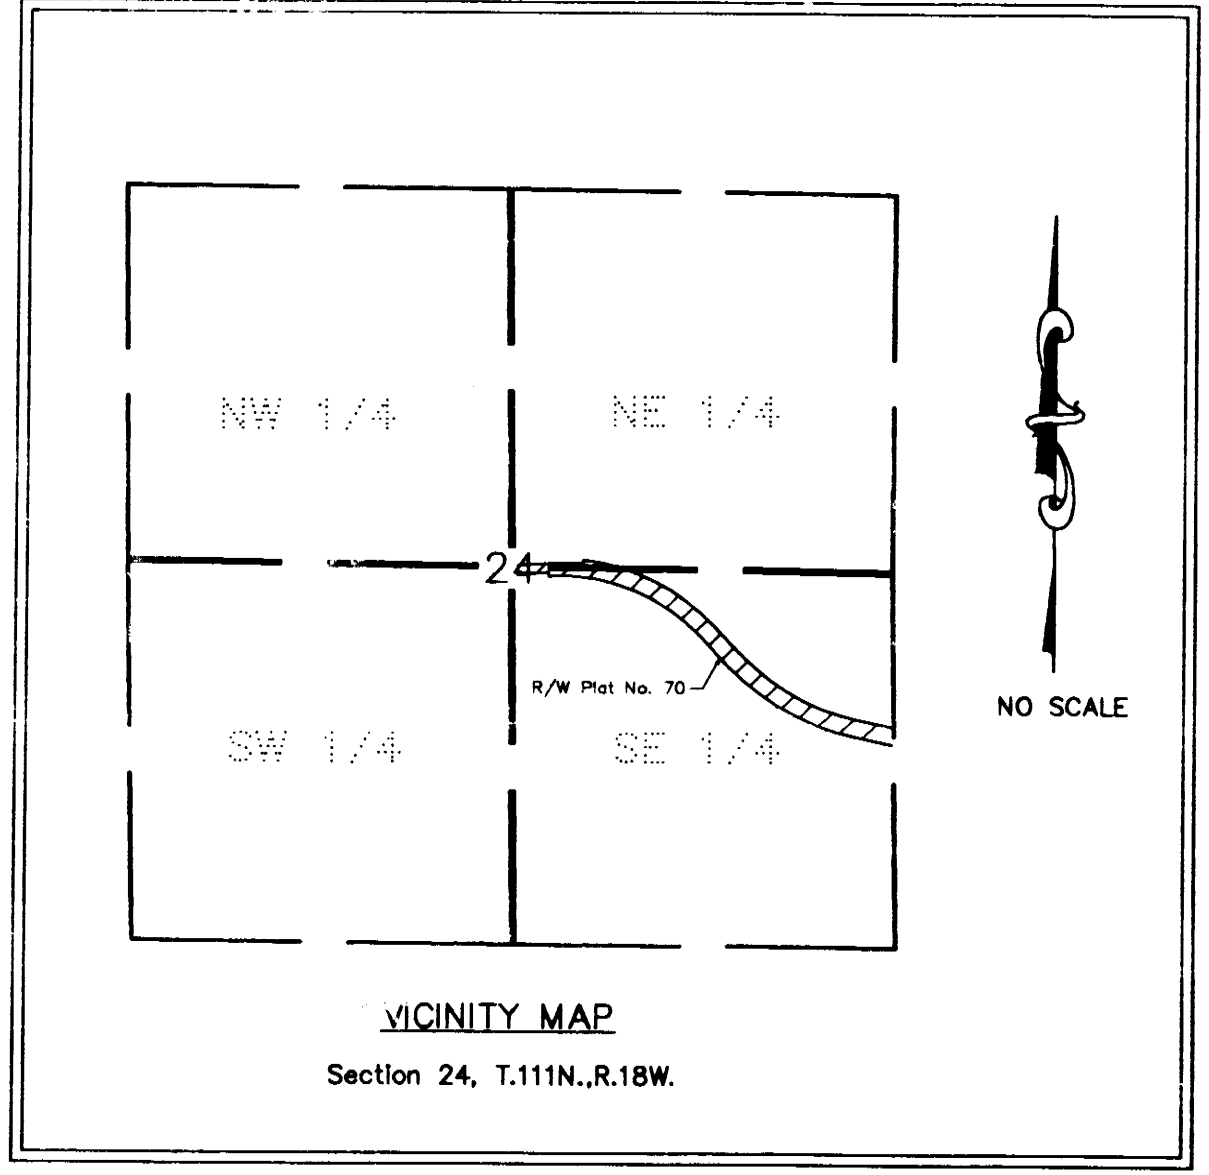 NW 1/4
NE 1/4
24
R/W Plat No. 70
SW 1/4
SE 1/4
NO SCALE
VICINITY MAP
Section 24, T.111N.,R.18W.